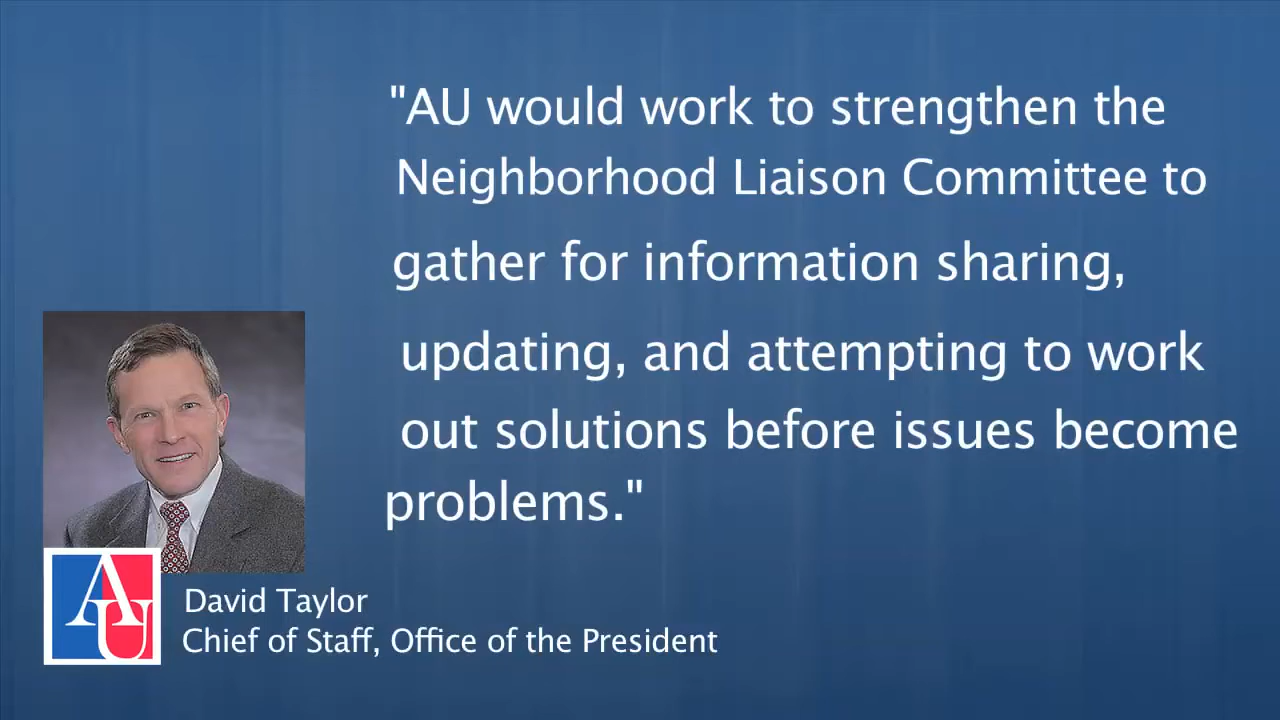 "AU would work to strengthen the
Neighborhood Liaison Committee to
gather for information sharing,
updating, and attempting to work
out solutions before issues become
problems."
AU
David Taylor
Chief of Staff, Office of the President